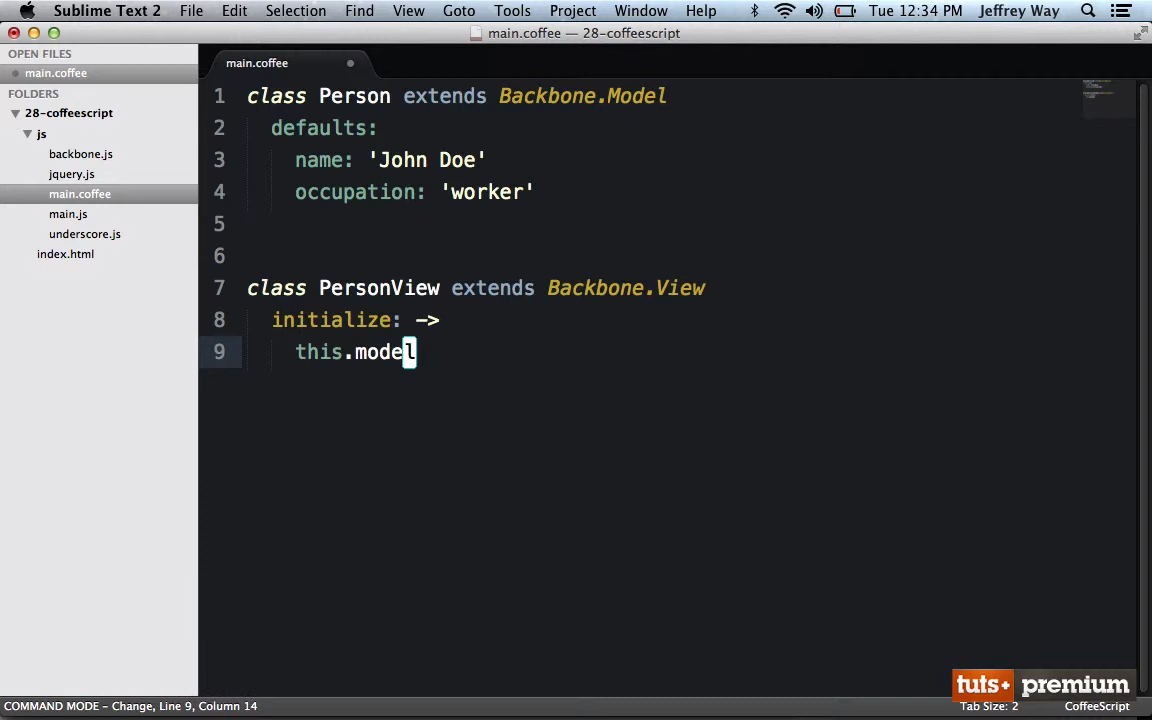 Sublime Text 2 File Edit Selection Find View Goto Tools Project Window Help Tue 12:34 PM Jeffrey Way
main.coffee — 28-coffeescript
OPEN FILES
main.coffee
FOLDERS
28-coffeescript
js
backbone.js
jquery.js
main.coffee
main.js
underscore.js
index.html
main.coffee
1 class Person extends Backbone.Model
2 defaults:
3 name: 'John Doe'
4 occupation: 'worker'
5
6
7 class PersonView extends Backbone.View
8 initialize: ->
9 this.model
tuts+ premium
COMMAND MODE - Change, Line 9, Column 14 Tab Size: 2 CoffeeScript